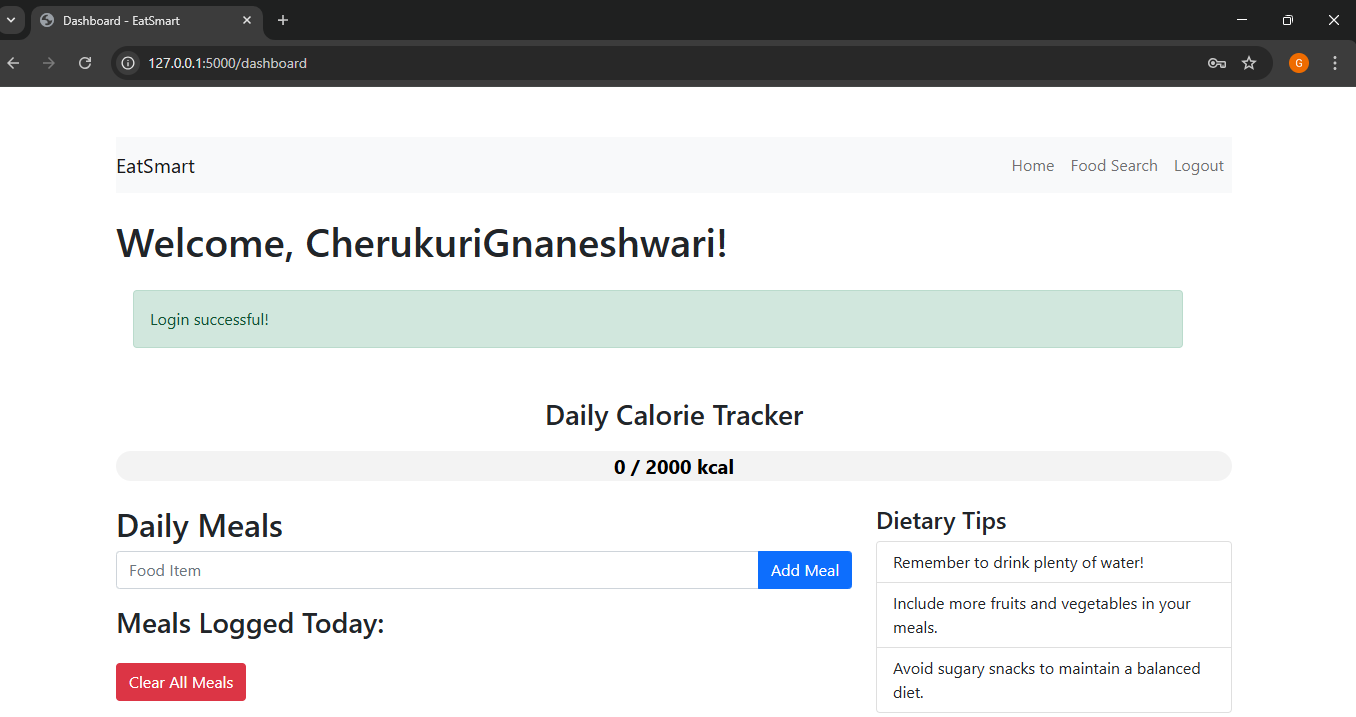 Dashboard - EatSmart
127.0.0.1:5000/dashboard
G
EatSmart
Home Food Search Logout
Welcome, CherukuriGnaneshwari!
Login successful!
Daily Calorie Tracker
0 / 2000 kcal
Daily Meals
Food Item
Add Meal
Meals Logged Today:
Clear All Meals
Dietary Tips
Remember to drink plenty of water!
Include more fruits and vegetables in your
meals.
Avoid sugary snacks to maintain a balanced
diet.